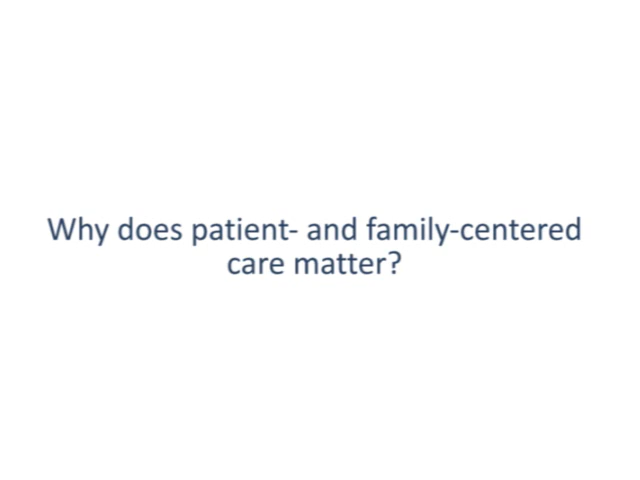 Why does patient- and family-centered
care matter?